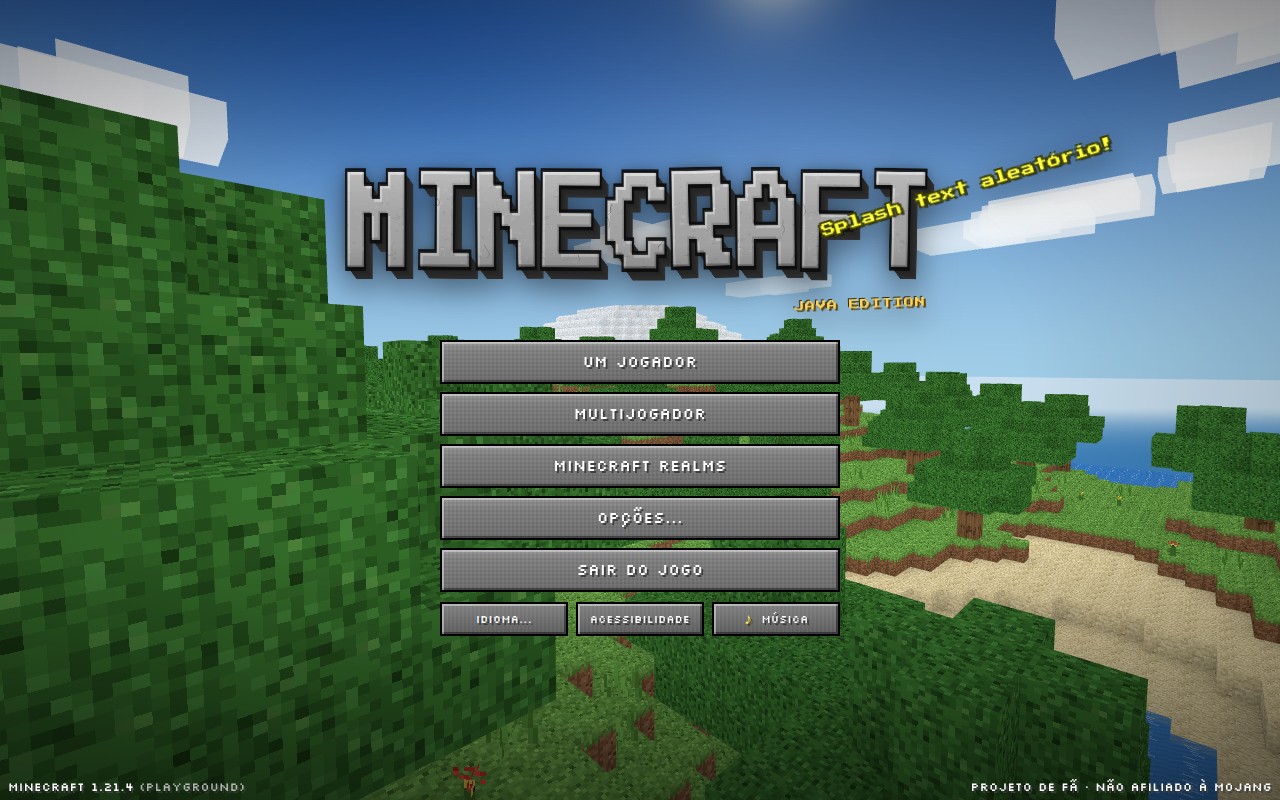 MINECRAFT
Splash text aleatório!
JAVA EDITION
UM JOGADOR
MULTIJOGADOR
MINECRAFT REALMS
OPÇÕES...
SAIR DO JOGO
IDIOMA...
ACESSIBILIDADE
♪ MÚSICA
MINECRAFT 1.21.4 (PLAYGROUND)
PROJETO DE FÃ · NÃO AFILIADO À MOJANG